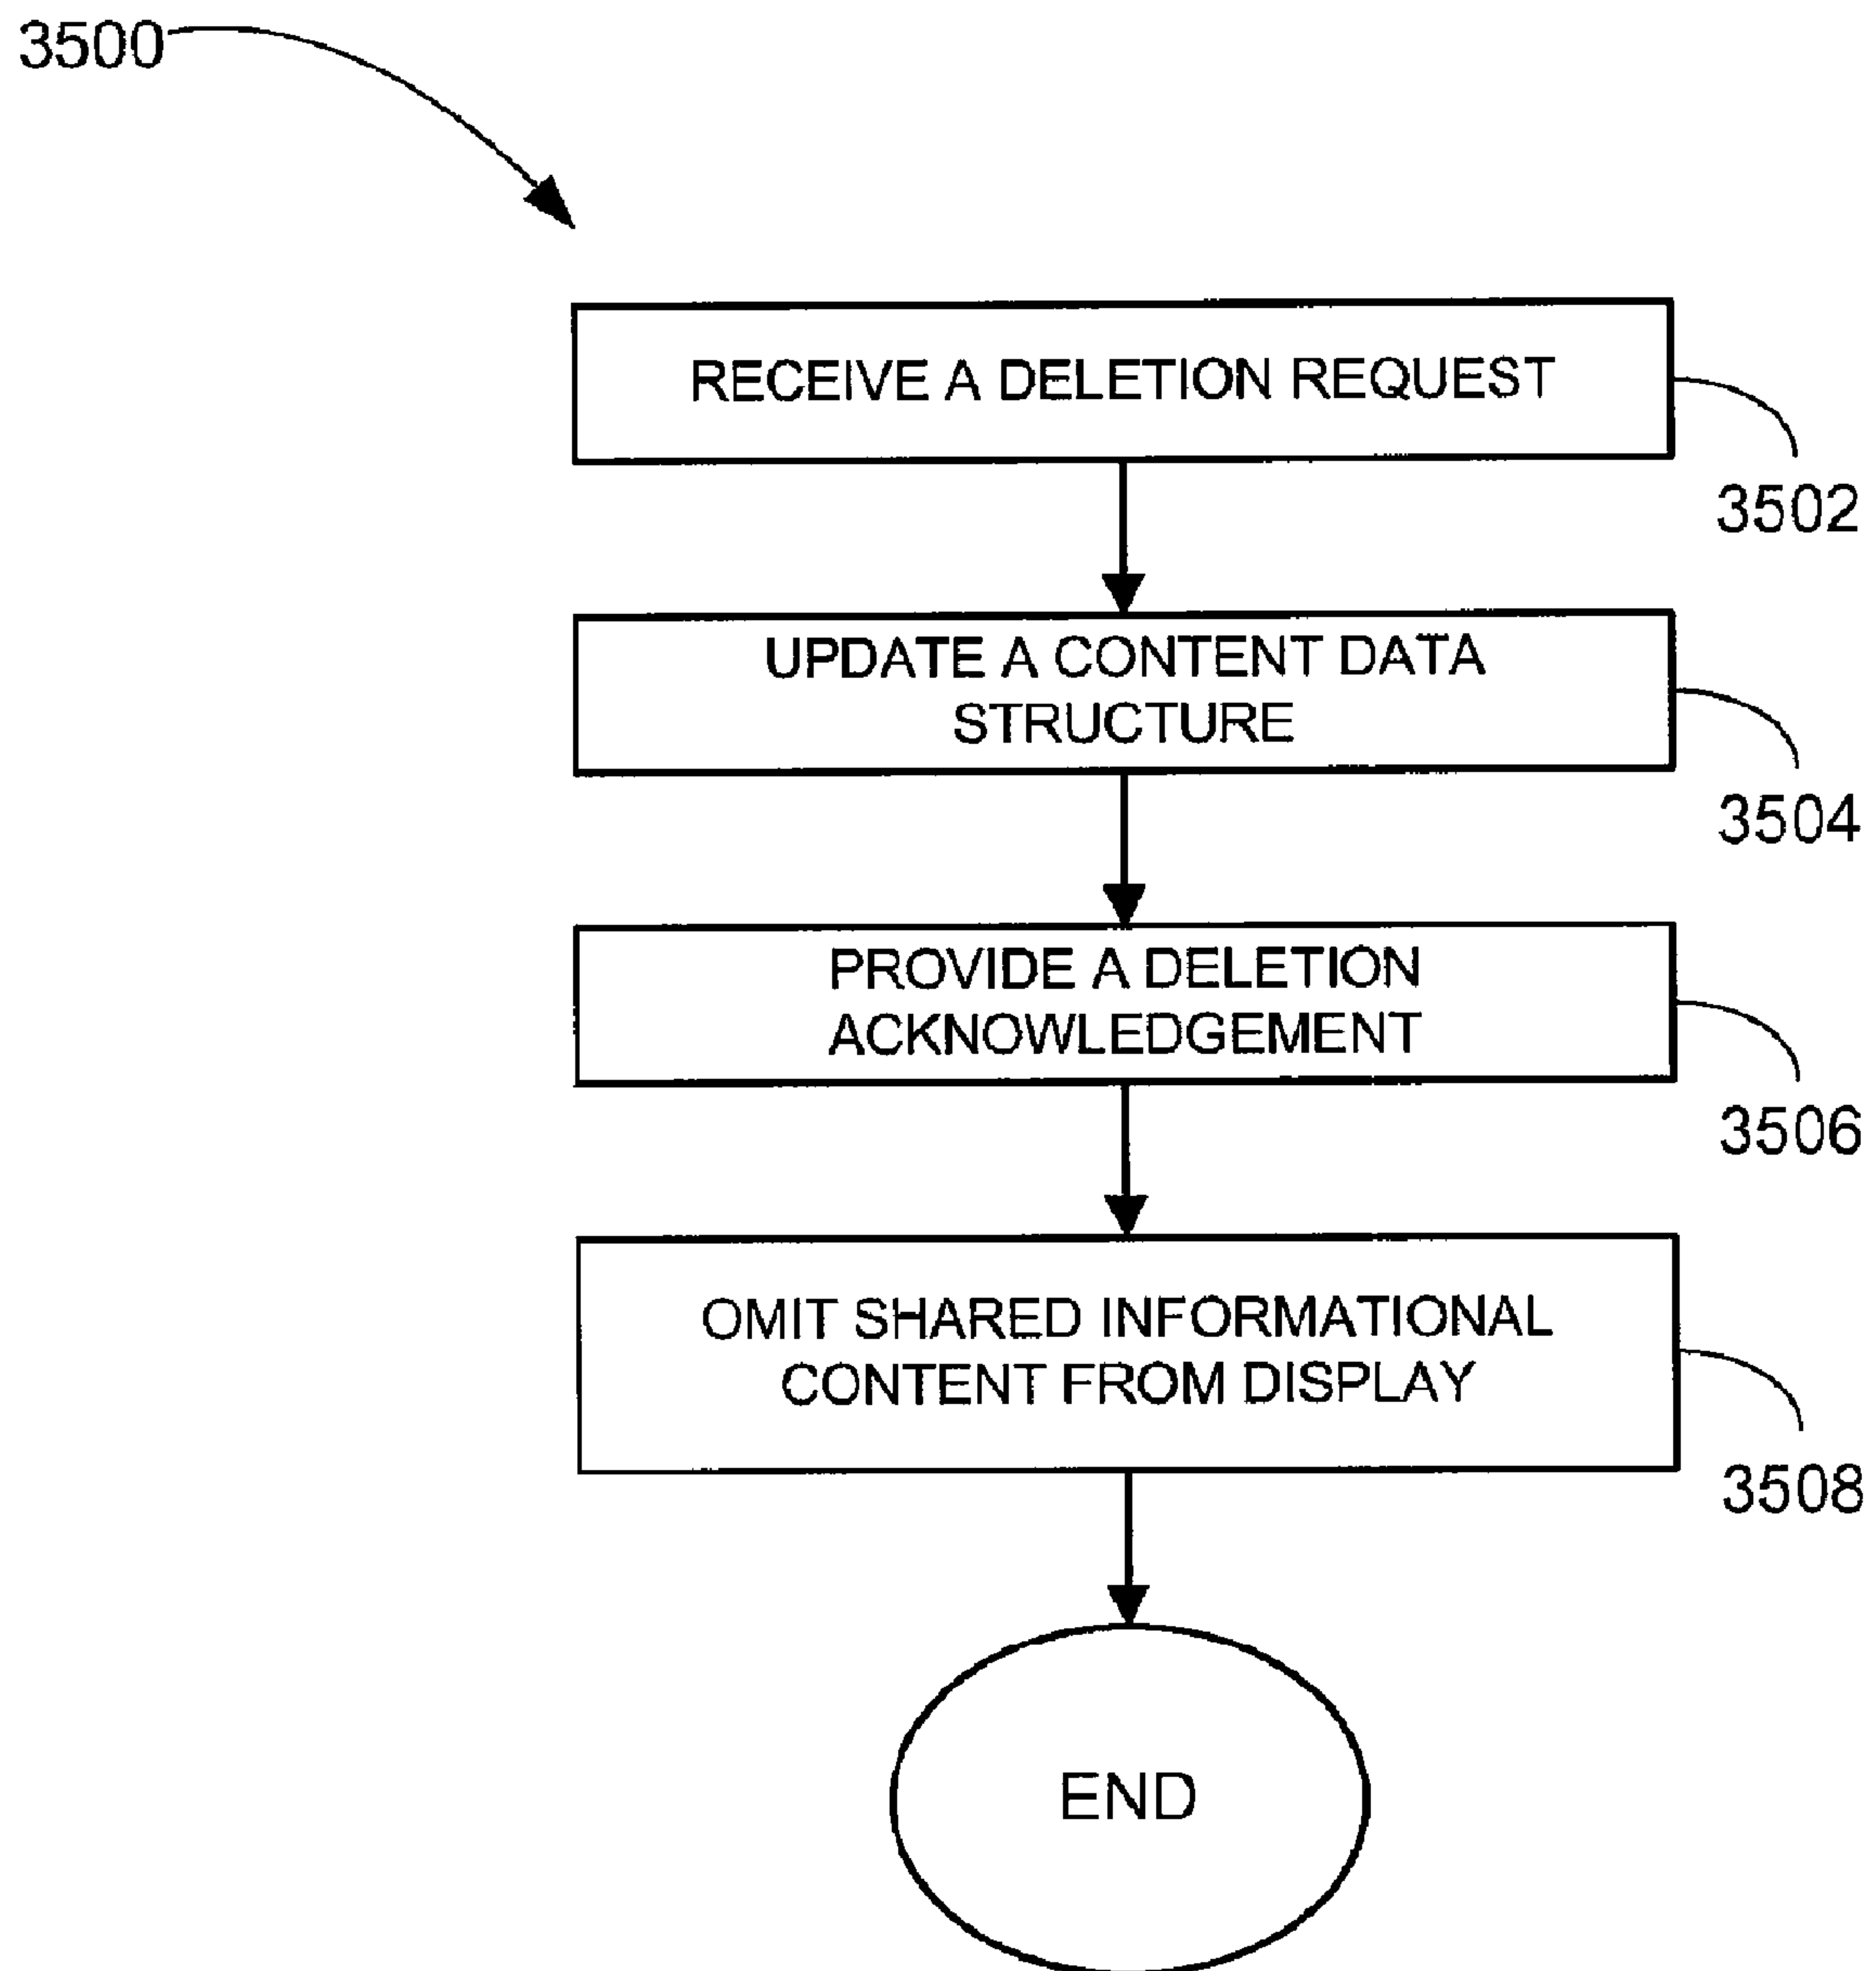 3500
RECEIVE A DELETION REQUEST
3502
UPDATE A CONTENT DATA
STRUCTURE
3504
PROVIDE A DELETION
ACKNOWLEDGEMENT
3506
OMIT SHARED INFORMATIONAL
CONTENT FROM DISPLAY
3508
END